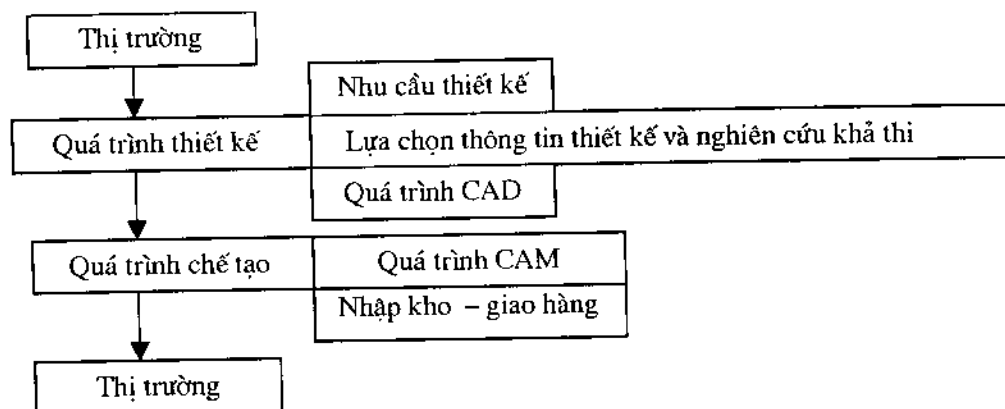 Thị trường
Nhu cầu thiết kế
Quá trình thiết kế
Lựa chọn thông tin thiết kế và nghiên cứu khả thi
Quá trình CAD
Quá trình chế tạo
Quá trình CAM
Nhập kho – giao hàng
Thị trường